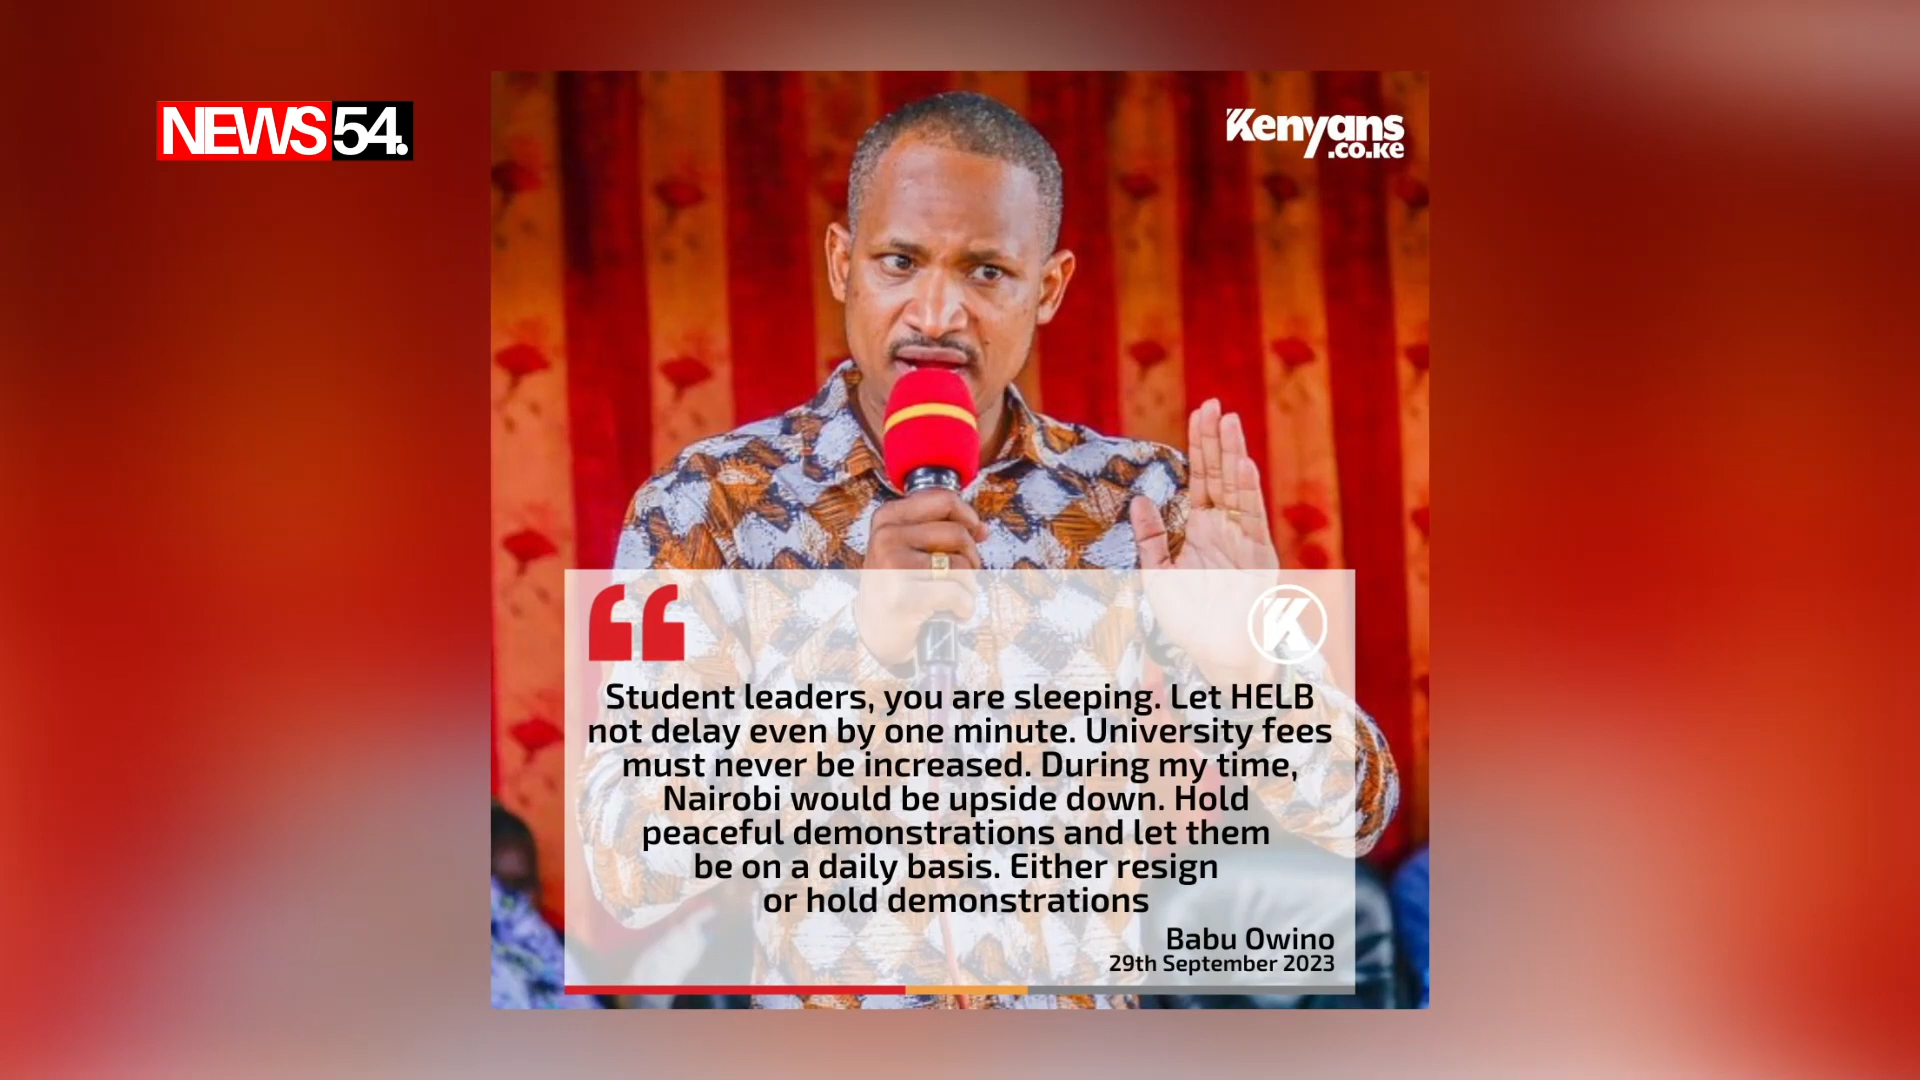 NEWS 54.
Kenyans
.co.ke
Student leaders, you are sleeping. Let HELB
not delay even by one minute. University fees
must never be increased. During my time,
Nairobi would be upside down. Hold
peaceful demonstrations and let them
be on a daily basis. Either resign
or hold demonstrations
Babu Owino
29th September 2023